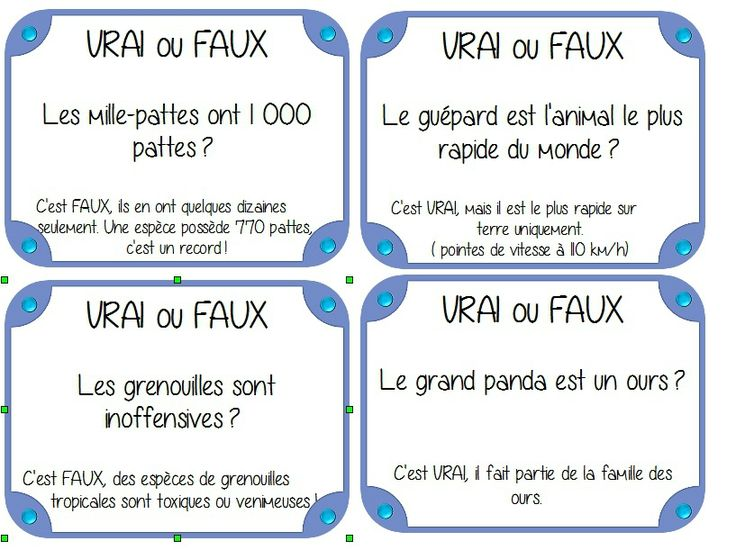 VRAI ou FAUX
Les mille-pattes ont 1 000
pattes ?
C'est FAUX, ils en ont quelques dizaines
seulement. Une espèce possède 770 pattes,
c'est un record !
VRAI ou FAUX
Le guépard est l'animal le plus
rapide du monde ?
C'est VRAI, mais il est le plus rapide sur
terre uniquement.
( pointes de vitesse à 110 km/h)
VRAI ou FAUX
Les grenouilles sont
inoffensives ?
C'est FAUX, des espèces de grenouilles
tropicales sont toxiques ou venimeuses !
VRAI ou FAUX
Le grand panda est un ours ?
C'est VRAI, il fait partie de la famille des
ours.